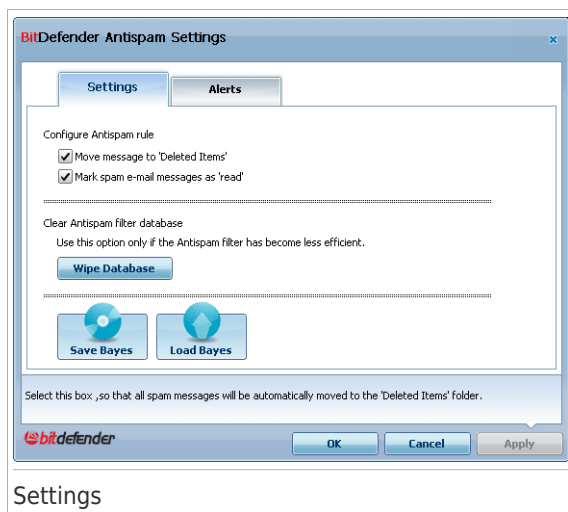 BitDefender Antispam Settings
x
Settings
Alerts
Configure Antispam rule
Move message to 'Deleted Items'
Mark spam e-mail messages as 'read'
Clear Antispam filter database
Use this option only if the Antispam filter has become less efficient.
Wipe Database
Save Bayes
Load Bayes
Select this box ,so that all spam messages will be automatically moved to the 'Deleted Items' folder.
bitdefender
OK
Cancel
Apply
Settings